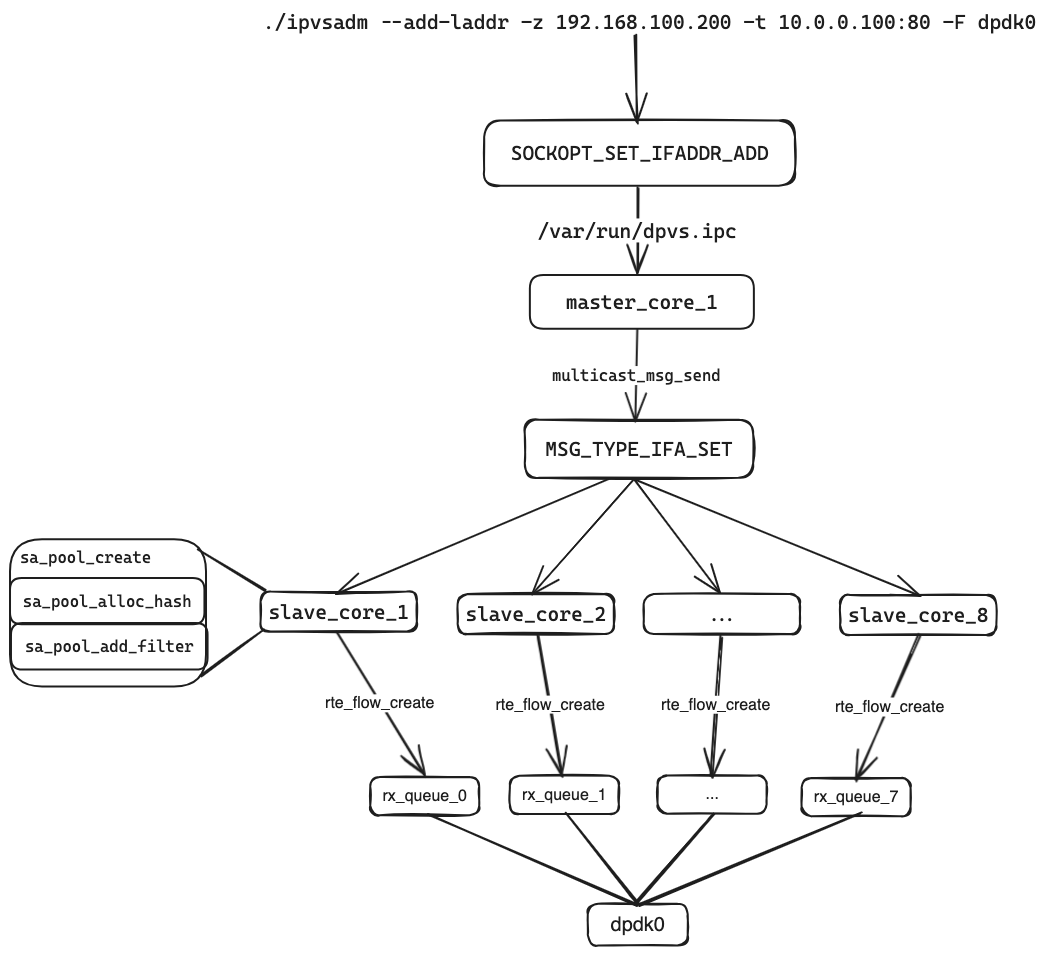 ./ipvsadm --add-laddr -z 192.168.100.200 -t 10.0.0.100:80 -F dpdk0
SOCKOPT_SET_IFADDR_ADD
/var/run/dpvs.ipc
master_core_1
multicast_msg_send
MSG_TYPE_IFA_SET
sa_pool_create
sa_pool_alloc_hash
sa_pool_add_filter
slave_core_1
slave_core_2
...
slave_core_8
rte_flow_create
rte_flow_create
rte_flow_create
rte_flow_create
rx_queue_0
rx_queue_1
...
rx_queue_7
dpdk0